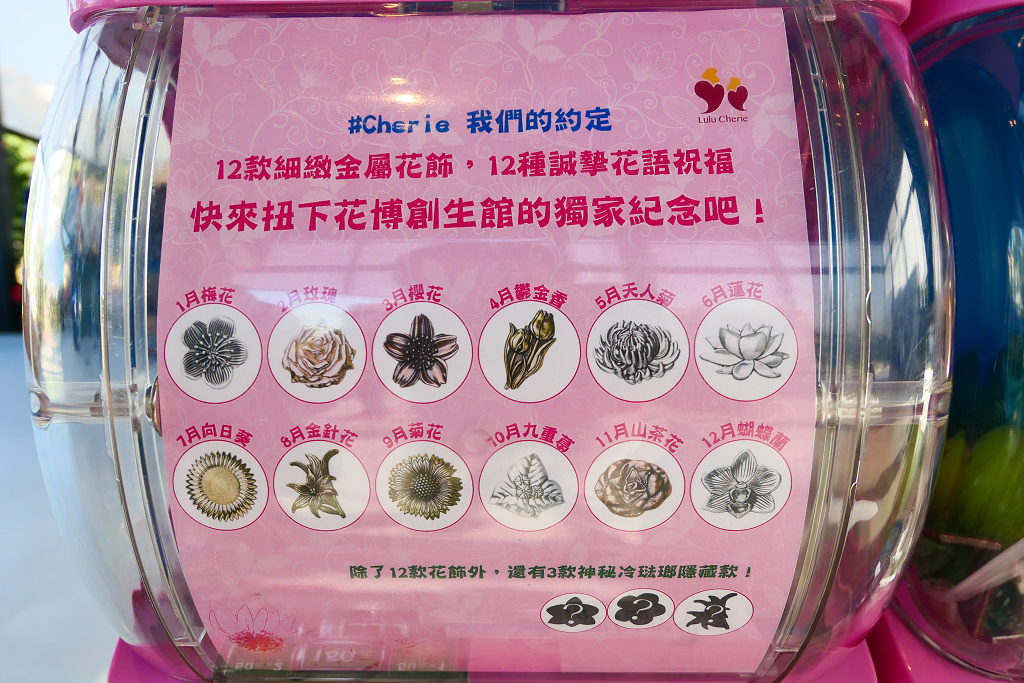 Lulu Cherie
#Cherie 我們的約定
12款細緻金屬花飾，12種誠摯花語祝福
快來扭下花博創生館的獨家紀念吧！
1月梅花
2月玫瑰
3月櫻花
4月鬱金香
5月天人菊
6月蓮花
7月向日葵
8月金針花
9月菊花
10月九重葛
11月山茶花
12月蝴蝶蘭
除了12款花飾外，還有3款神秘冷琺瑯隱藏款！
? ? ?